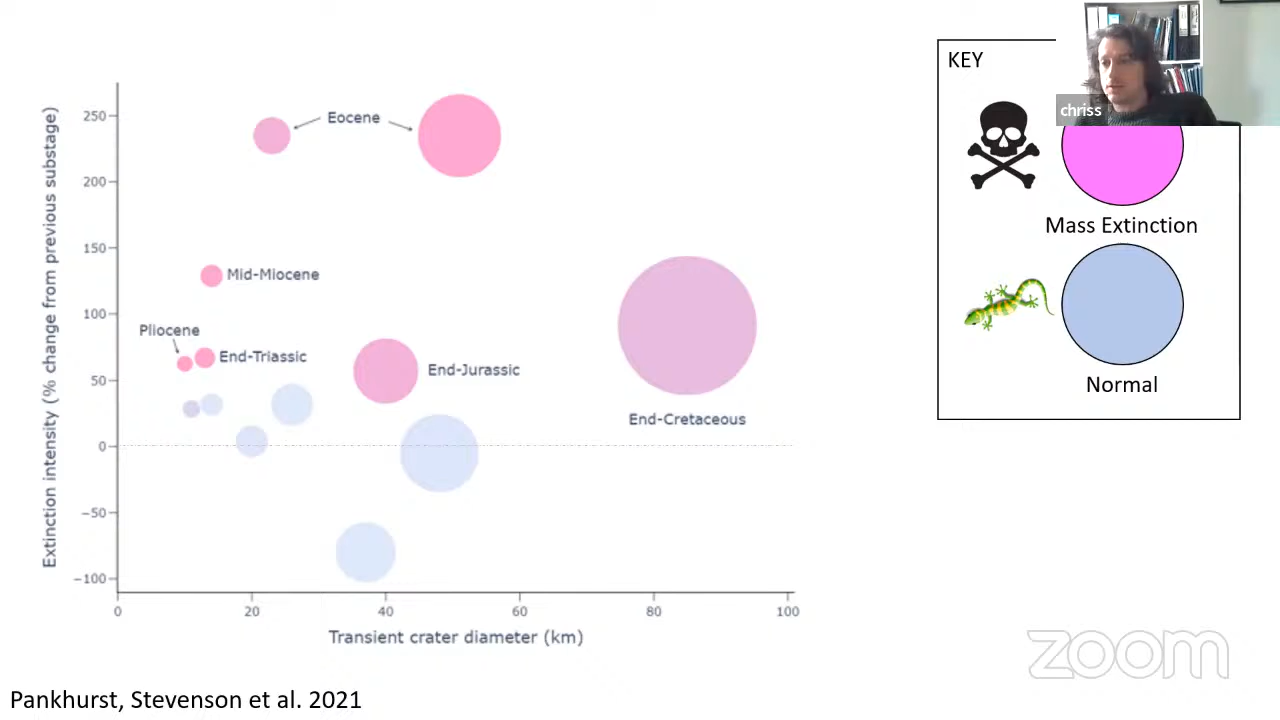 KEY
chriss
Mass Extinction
Normal
Extinction intensity (% change from previous substage)
250
200
150
100
50
0
−50
−100
Eocene
Mid-Miocene
Pliocene
End-Triassic
End-Jurassic
End-Cretaceous
0
20
40
60
80
100
Transient crater diameter (km)
zoom
Pankhurst, Stevenson et al. 2021